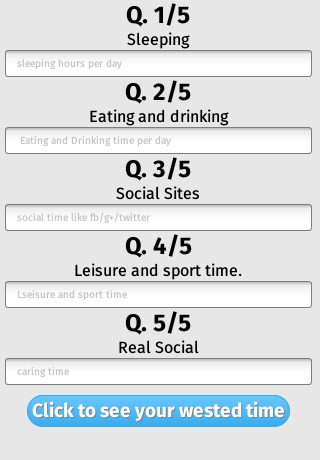 Q. 1/5
Sleeping
sleeping hours per day
Q. 2/5
Eating and drinking
Eating and Drinking time per day
Q. 3/5
Social Sites
social time like fb/g+/twitter
Q. 4/5
Leisure and sport time.
Lseisure and sport time
Q. 5/5
Real Social
caring time
Click to see your wested time